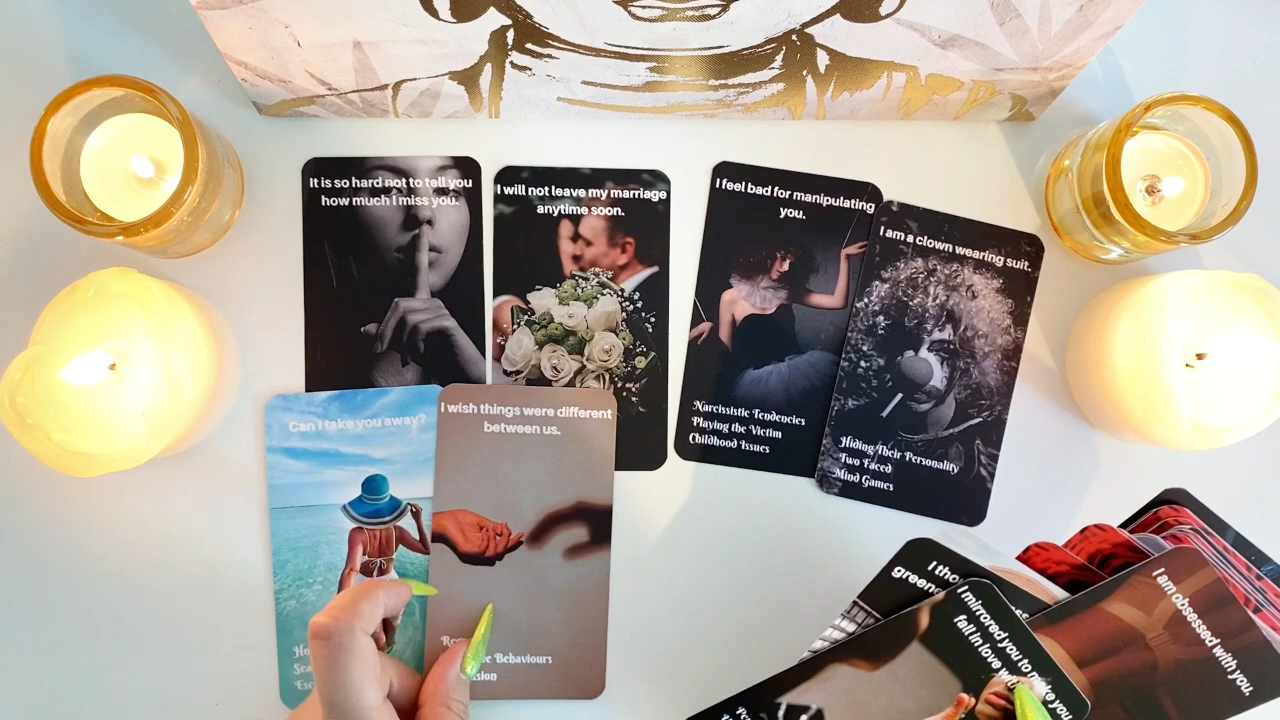 It is so hard not to tell you
how much I miss you.
I will not leave my marriage
anytime soon.
I feel bad for manipulating
you.
Narcissistic Tendencies
Playing the Victim
Childhood Issues
I am a clown wearing suit.
Hiding Their Personality
Two Faced
Mind Games
Can I take you away?
I wish things were different
between us.
Behaviours
I
I mirrored you to make you
fall in love
I am obsessed with you.